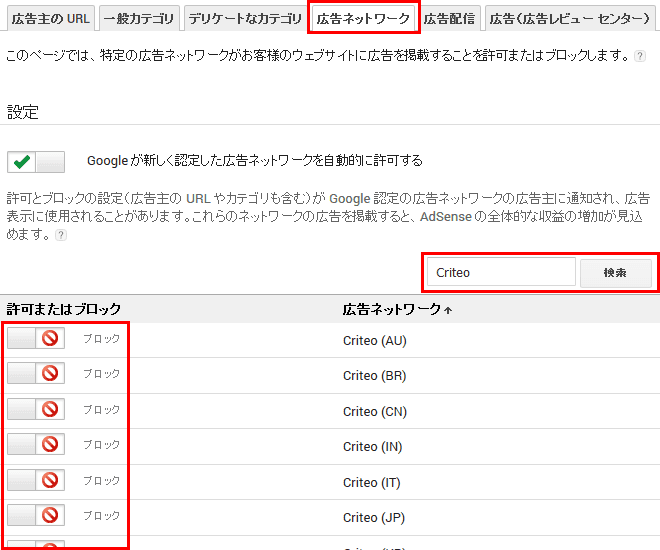 広告主の URL 一般カテゴリ デリケートなカテゴリ 広告ネットワーク 広告配信 広告（広告レビュー センター）
このページでは、特定の広告ネットワークがお客様のウェブサイトに広告を掲載することを許可またはブロックします。 ?
設定
Google が新しく認定した広告ネットワークを自動的に許可する
許可とブロックの設定（広告主の URL やカテゴリも含む）が Google 認定の広告ネットワークの広告主に通知され、広告
表示に使用されることがあります。これらのネットワークの広告を掲載すると、AdSense の全体的な収益の増加が見込
めます。 ?
Criteo 検索
許可またはブロック 広告ネットワーク ↑
ブロック Criteo (AU)
ブロック Criteo (BR)
ブロック Criteo (CN)
ブロック Criteo (IN)
ブロック Criteo (IT)
ブロック Criteo (JP)